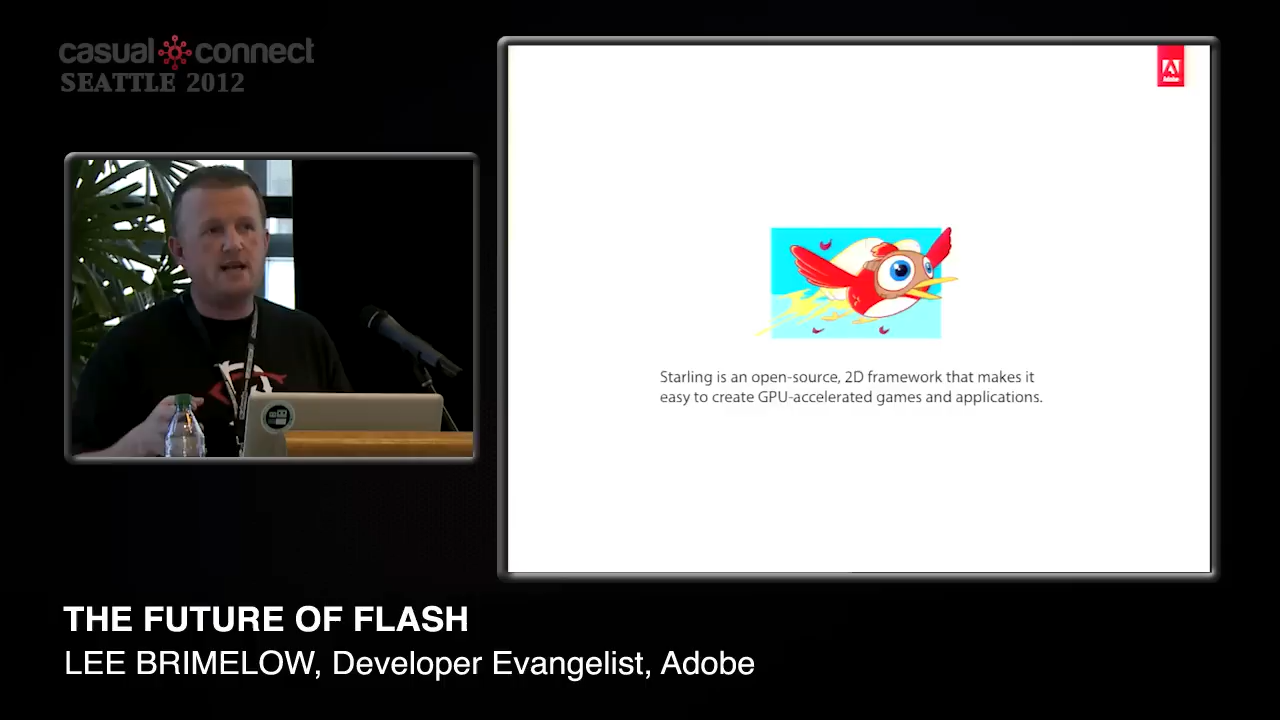 casual connect
SEATTLE 2012
Adobe
Starling is an open-source, 2D framework that makes it
easy to create GPU-accelerated games and applications.
THE FUTURE OF FLASH
LEE BRIMELOW, Developer Evangelist, Adobe